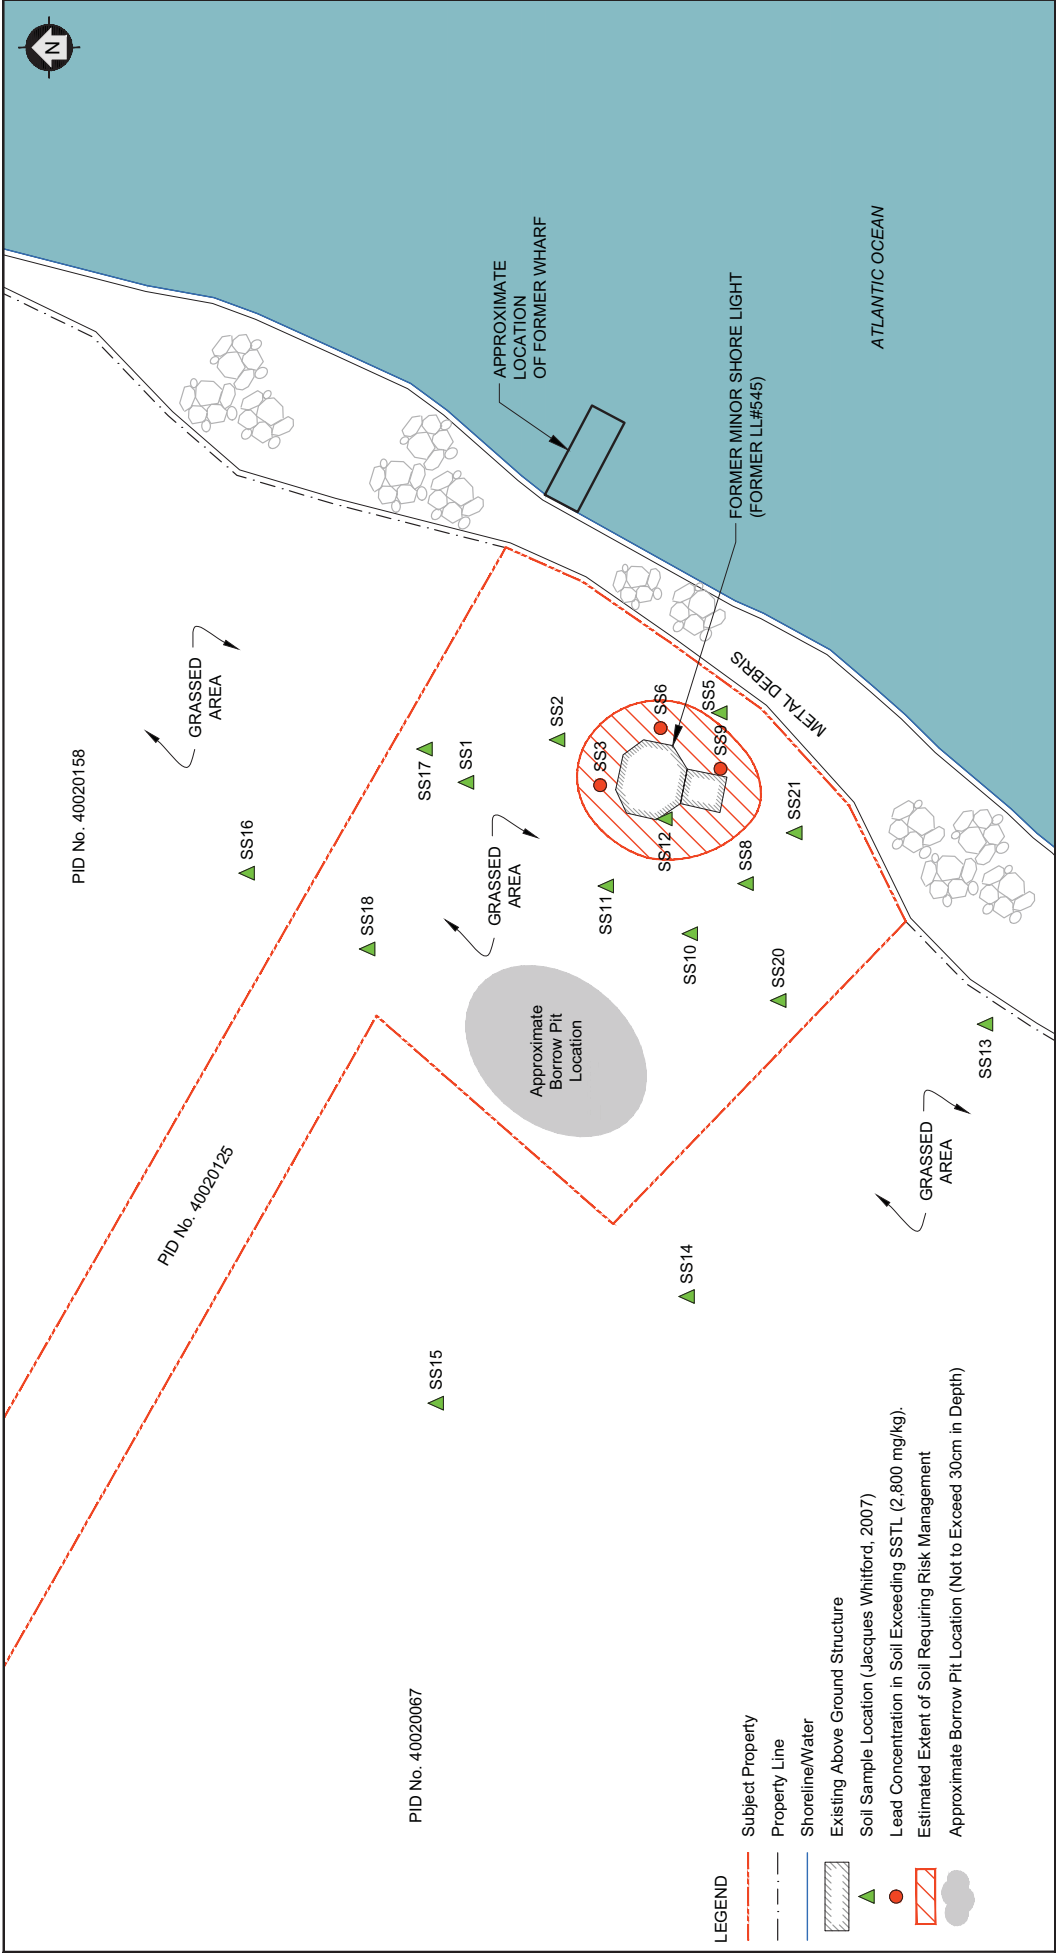 N
PID No. 40020158
GRASSED
AREA
PID No. 40020125
SS16
SS18
SS17
SS1
GRASSED
AREA
SS2
APPROXIMATE
LOCATION
OF FORMER WHARF
Approximate
Borrow Pit
Location
SS15
SS11
SS3
SS6
SS12
SS10
SS14
SS5
SS9
SS8
FORMER MINOR SHORE LIGHT
(FORMER LL#545)
METAL DEBRIS
SS21
SS20
ATLANTIC OCEAN
GRASSED
AREA
SS13
PID No. 40020067
LEGEND
Subject Property
Property Line
Shoreline/Water
Existing Above Ground Structure
Soil Sample Location (Jacques Whitford, 2007)
Lead Concentration in Soil Exceeding SSTL (2,800 mg/kg).
Estimated Extent of Soil Requiring Risk Management
Approximate Borrow Pit Location (Not to Exceed 30cm in Depth)